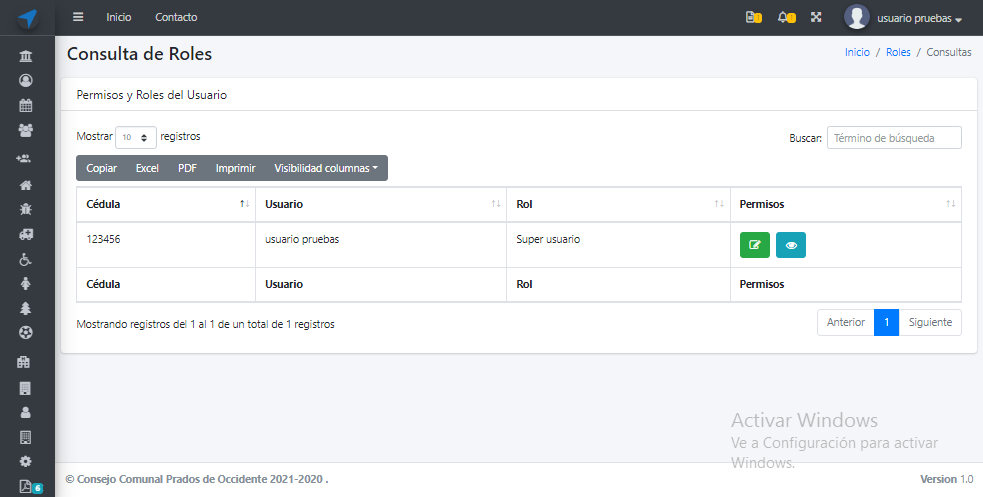 Inicio Contacto usuario pruebas
Consulta de Roles
Inicio / Roles / Consultas
Permisos y Roles del Usuario
Mostrar 10 registros
Buscar: Término de búsqueda
Copiar Excel PDF Imprimir Visibilidad columnas
Cédula Usuario Rol Permisos
123456 usuario pruebas Super usuario
Cédula Usuario Rol Permisos
Mostrando registros del 1 al 1 de un total de 1 registros
Anterior 1 Siguiente
Activar Windows
Ve a Configuración para activar
Windows.
© Consejo Comunal Prados de Occidente 2021-2020 .
Version 1.0
6